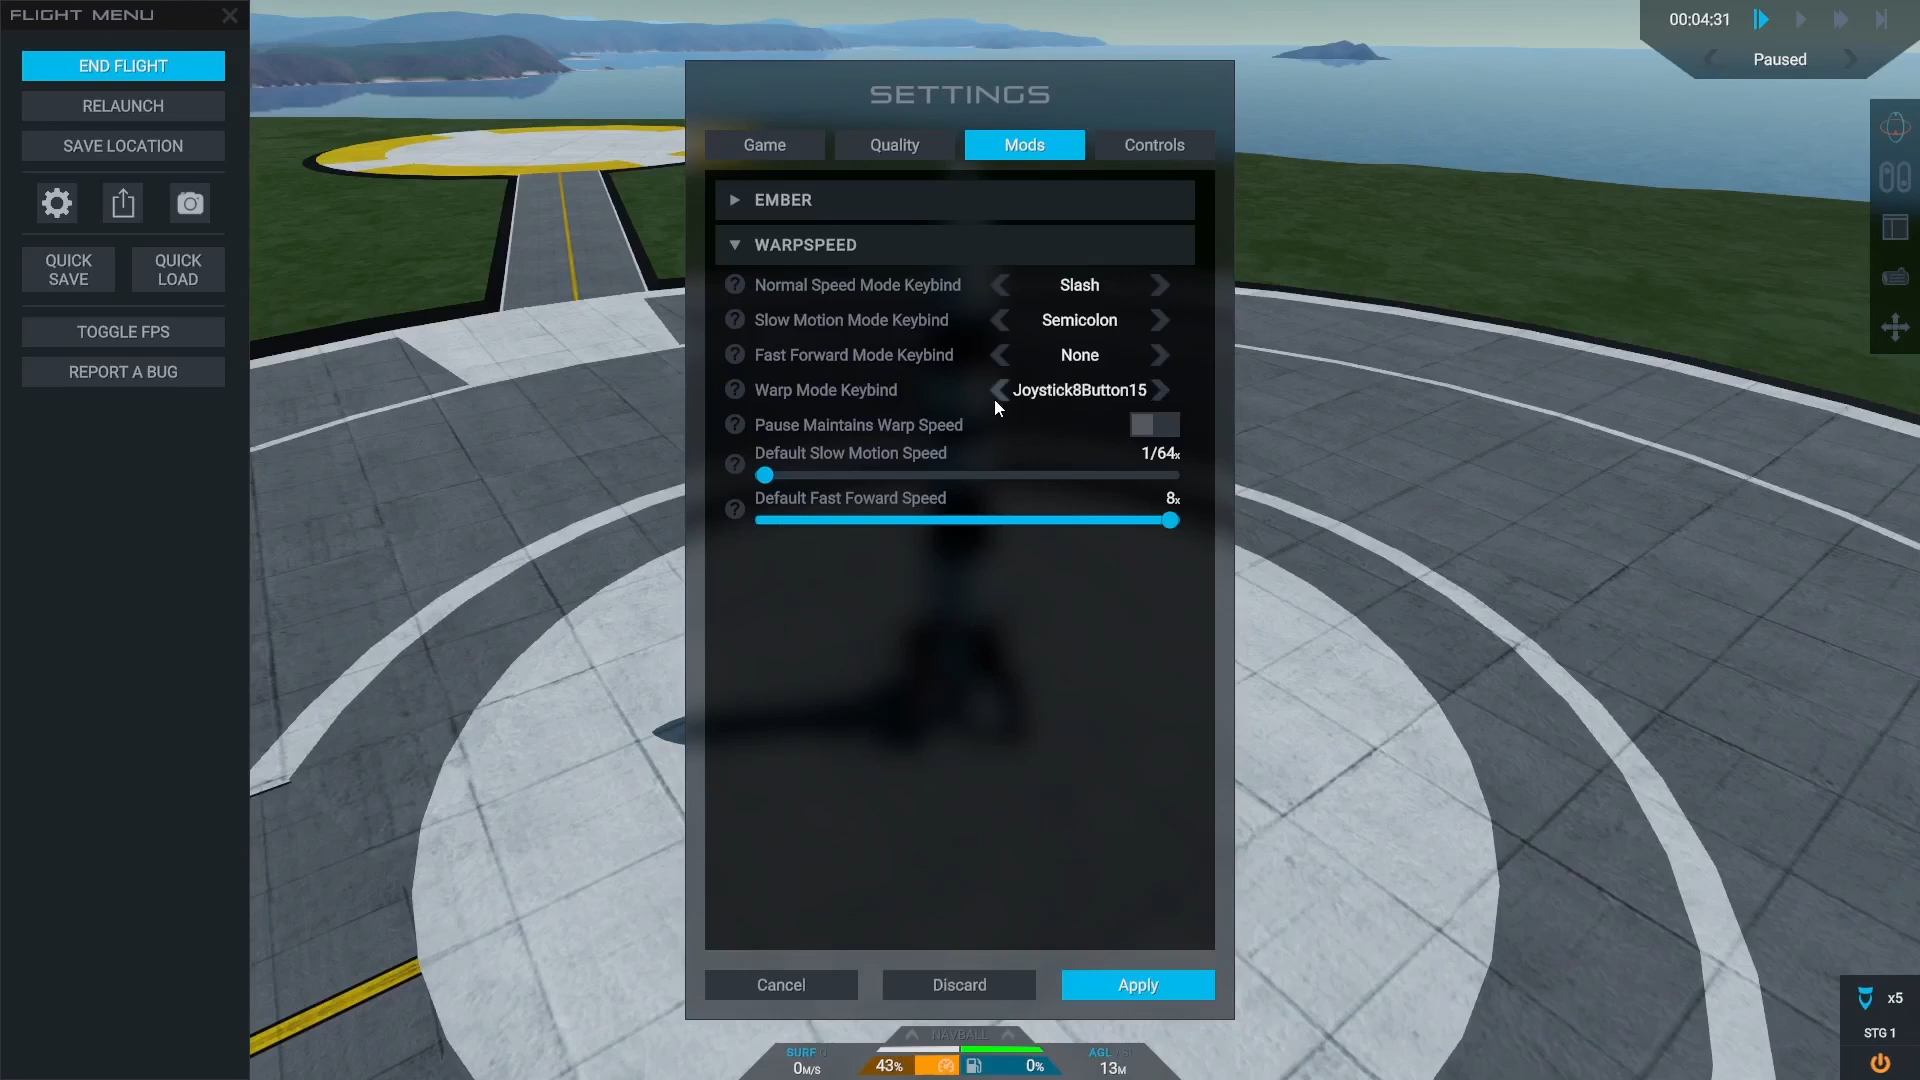 FLIGHT MENU
END FLIGHT
RELAUNCH
SAVE LOCATION
QUICK SAVE
QUICK LOAD
TOGGLE FPS
REPORT A BUG
SETTINGS
Game Quality Mods Controls
EMBER
WARPSPEED
? Normal Speed Mode Keybind Slash
? Slow Motion Mode Keybind Semicolon
? Fast Forward Mode Keybind None
? Warp Mode Keybind Joystick8Button15
? Pause Maintains Warp Speed
? Default Slow Motion Speed 1/64x
? Default Fast Foward Speed 8x
Cancel Discard Apply
00:04:31
Paused
NAVBALL
SURF
0M/S
43%
0%
AGL
13M
x5
STG 1